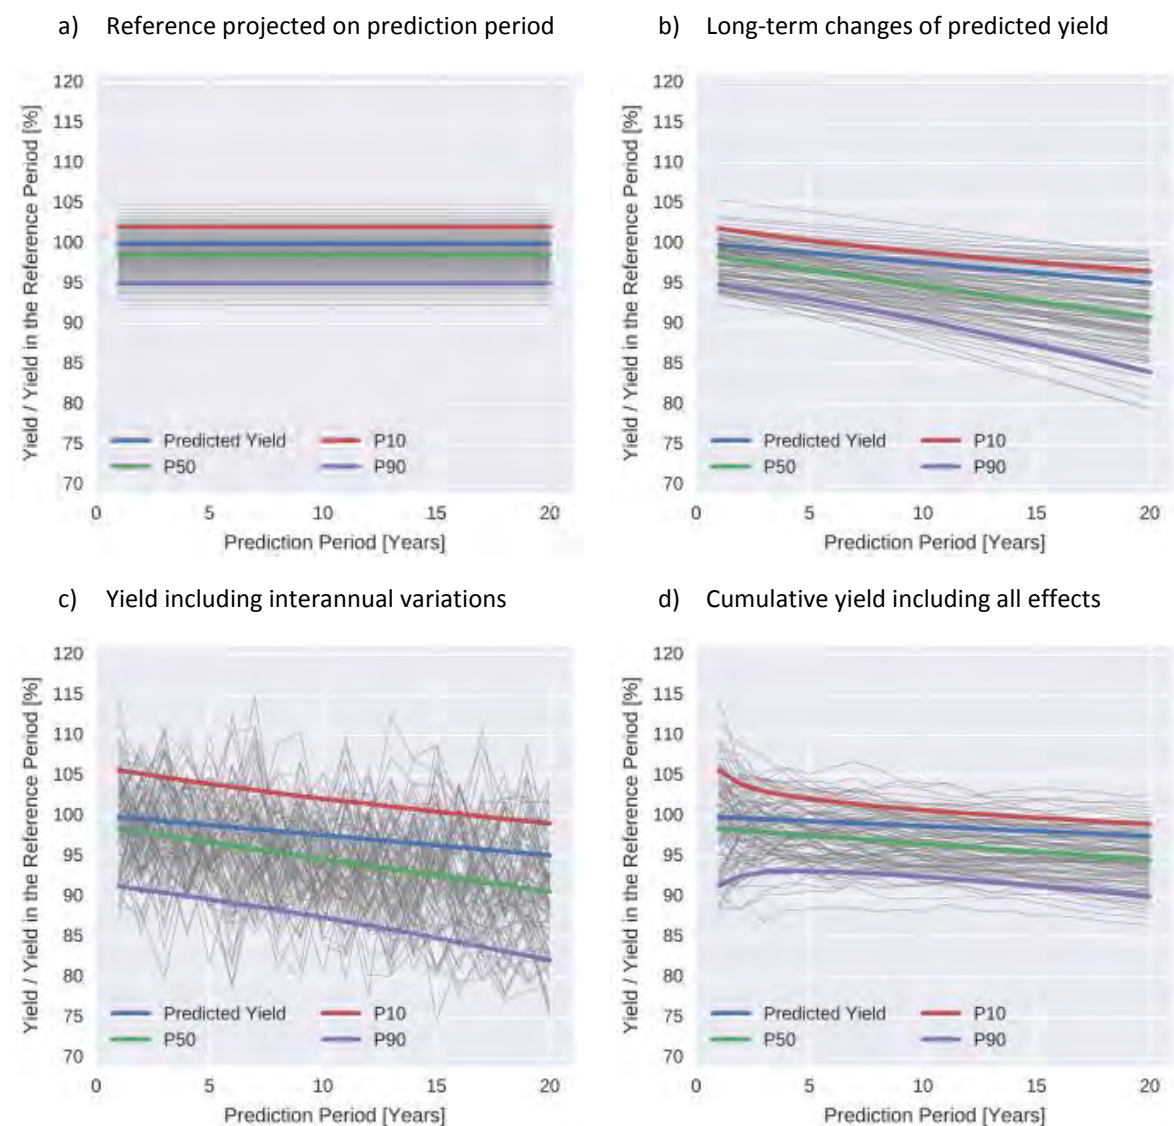 a) Reference projected on prediction period
Yield / Yield in the Reference Period [%]
120
115
110
105
100
95
90
85
80
75
70
Predicted Yield
P10
P50
P90
0 5 10 15 20
Prediction Period [Years]
b) Long-term changes of predicted yield
Yield / Yield in the Reference Period [%]
120
115
110
105
100
95
90
85
80
75
70
Predicted Yield
P10
P50
P90
0 5 10 15 20
Prediction Period [Years]
c) Yield including interannual variations
Yield / Yield in the Reference Period [%]
120
115
110
105
100
95
90
85
80
75
70
Predicted Yield
P10
P50
P90
0 5 10 15 20
Prediction Period [Years]
d) Cumulative yield including all effects
Yield / Yield in the Reference Period [%]
120
115
110
105
100
95
90
85
80
75
70
Predicted Yield
P10
P50
P90
0 5 10 15 20
Prediction Period [Years]